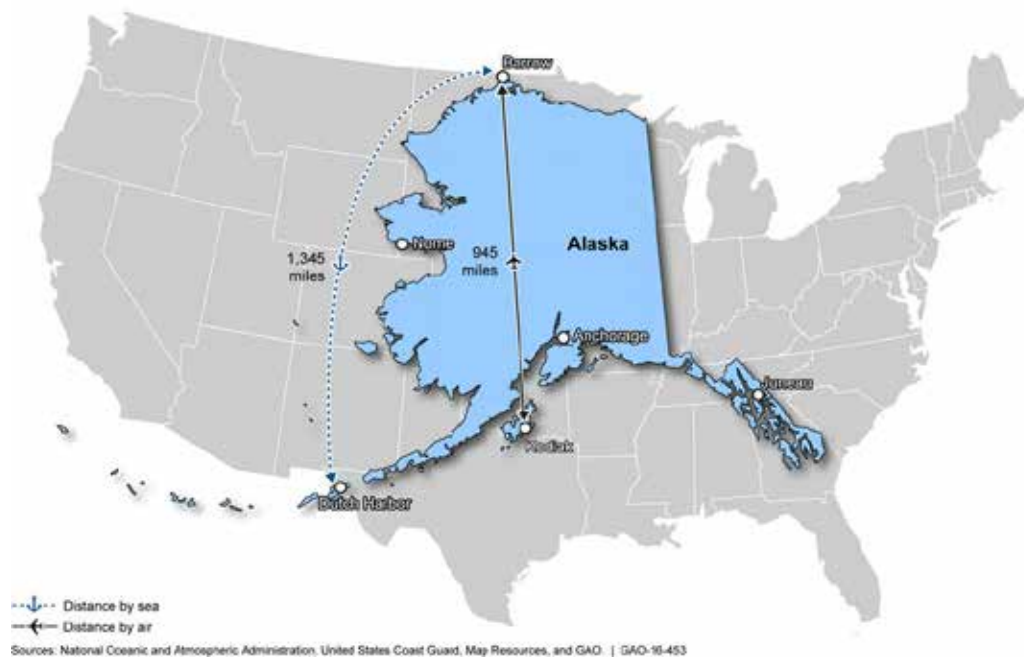 Barrow
Nome
1,345
miles
945
miles
Alaska
Anchorage
Juneau
Kodiak
Dutch Harbor
Distance by sea
Distance by air
Sources: National Oceanic and Atmospheric Administration, United States Coast Guard, Map Resources, and GAO. | GAO-16-453